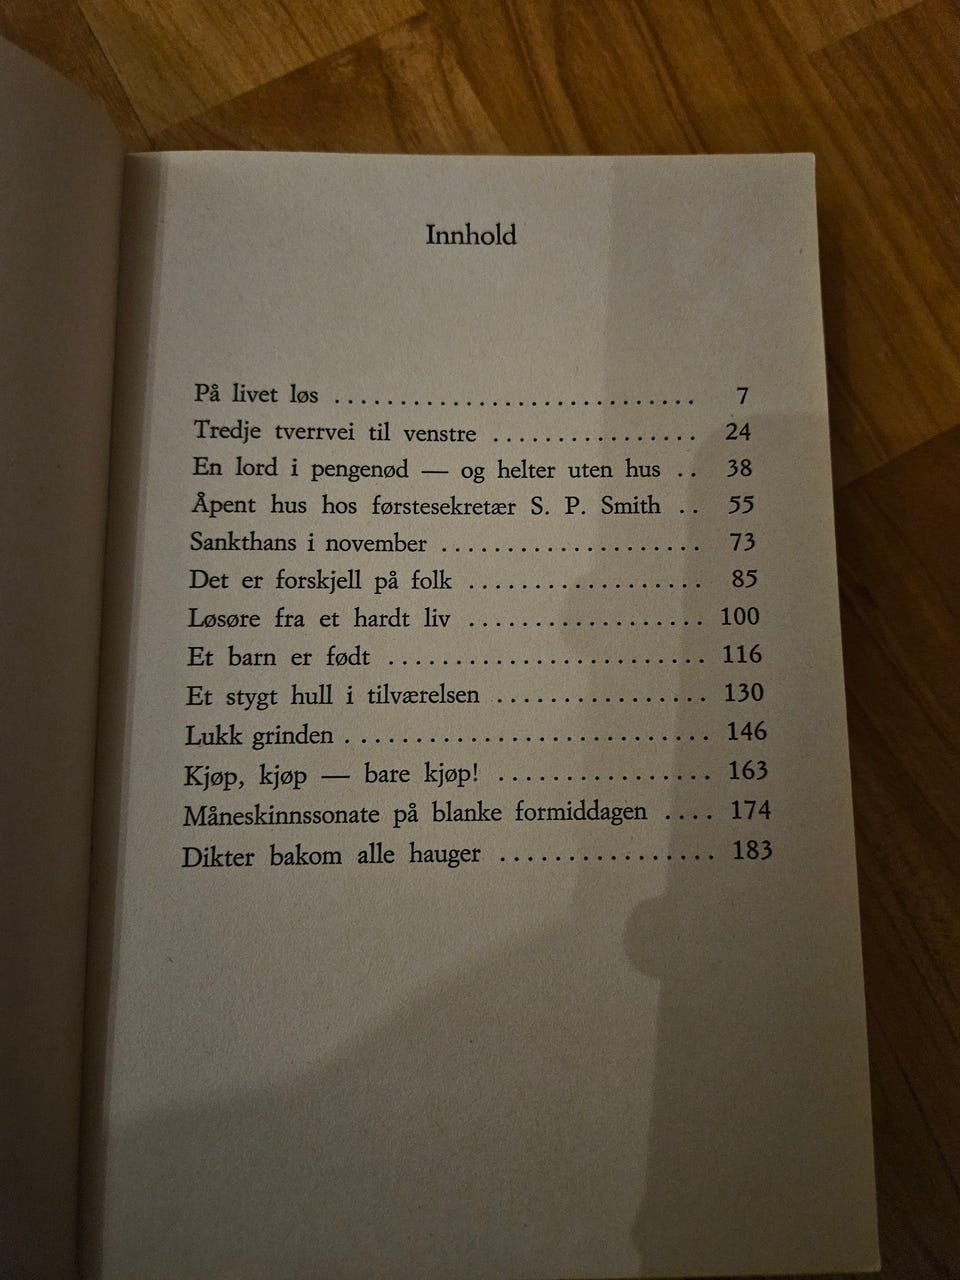 Innhold
På livet løs ............................ 7
Tredje tverrvei til venstre ................ 24
En lord i pengenød — og helter uten hus .. 38
Åpent hus hos førstesekretær S. P. Smith .. 55
Sankthans i november .................... 73
Det er forskjell på folk .................. 85
Løsøre fra et hardt liv .................. 100
Et barn er født ........................ 116
Et stygt hull i tilværelsen ................ 130
Lukk grinden ............................ 146
Kjøp, kjøp — bare kjøp! ................ 163
Måneskinnssonate på blanke formiddagen .... 174
Dikter bakom alle hauger ................. 183